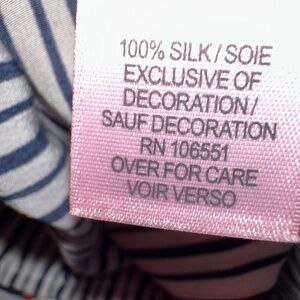 100% SILK / SOIE
EXCLUSIVE OF
DECORATION /
SAUF DECORATION
RN 106551
OVER FOR CARE
VOIR VERSO